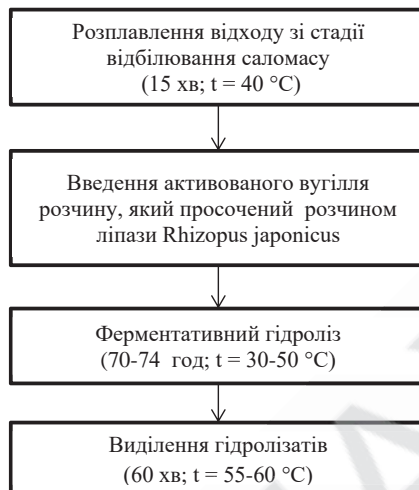 Розплавлення відходу зі стадії
відбілювання саломасу
(15 хв; t = 40 °C)
Введення активованого вугілля
розчину, який просочений розчином
ліпази Rhizopus japonicus
Ферментативний гідроліз
(70-74 год; t = 30-50 °C)
Виділення гідролізатів
(60 хв; t = 55-60 °C)